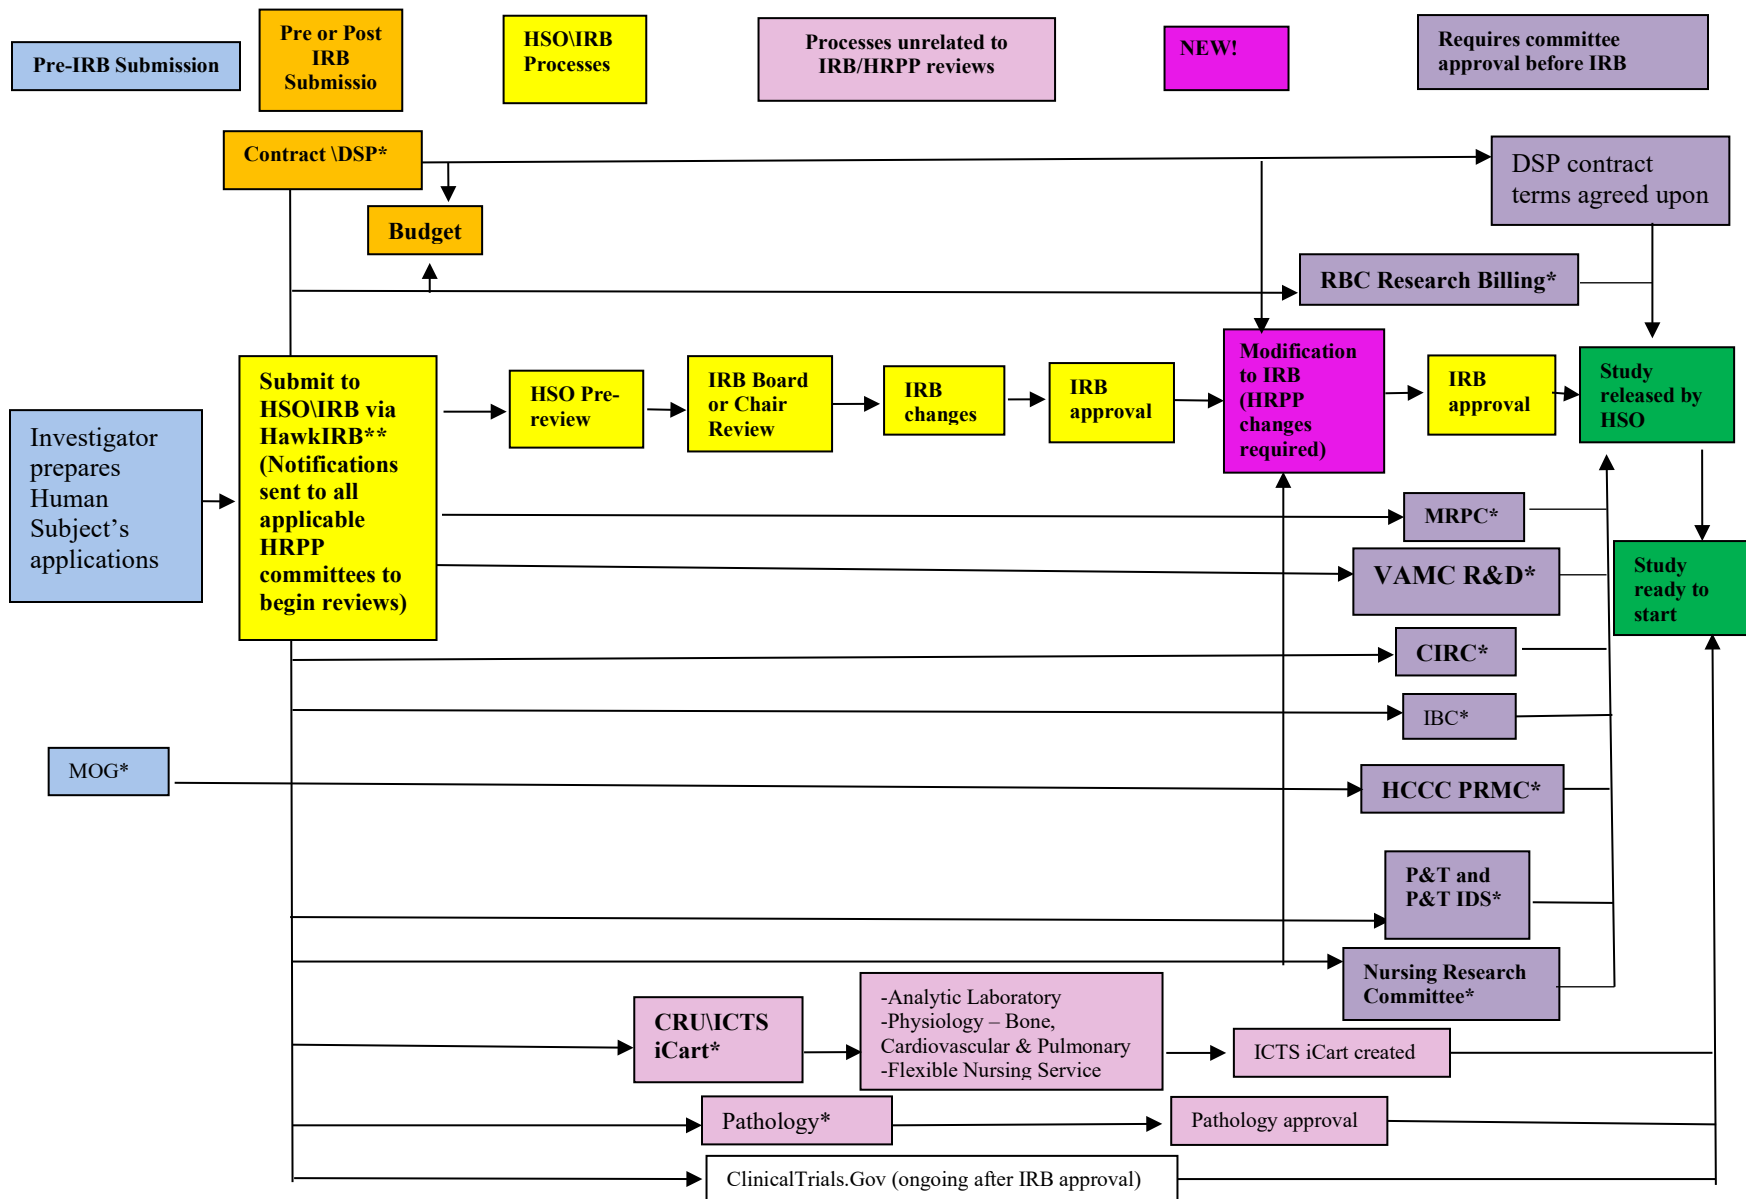 Pre-IRB Submission
Pre or Post
IRB
Submissio
HSO\IRB
Processes
Processes unrelated to
IRB/HRPP reviews
NEW!
Requires committee
approval before IRB
Contract \DSP*
DSP contract
terms agreed upon
Budget
RBC Research Billing*
Investigator
prepares
Human
Subject’s
applications
Submit to
HSO\IRB via
HawkIRB**
(Notifications
sent to all
applicable
HRPP
committees to
begin reviews)
HSO Pre-
review
IRB Board
or Chair
Review
IRB
changes
IRB
approval
Modification
to IRB
(HRPP
changes
required)
IRB
approval
Study
released by
HSO
MRPC*
VAMC R&D*
Study
ready to
start
CIRC*
IBC*
MOG*
HCCC PRMC*
P&T and
P&T IDS*
Nursing Research
Committee*
CRU\ICTS
iCart*
-Analytic Laboratory
-Physiology – Bone,
Cardiovascular & Pulmonary
-Flexible Nursing Service
ICTS iCart created
Pathology*
Pathology approval
ClinicalTrials.Gov (ongoing after IRB approval)